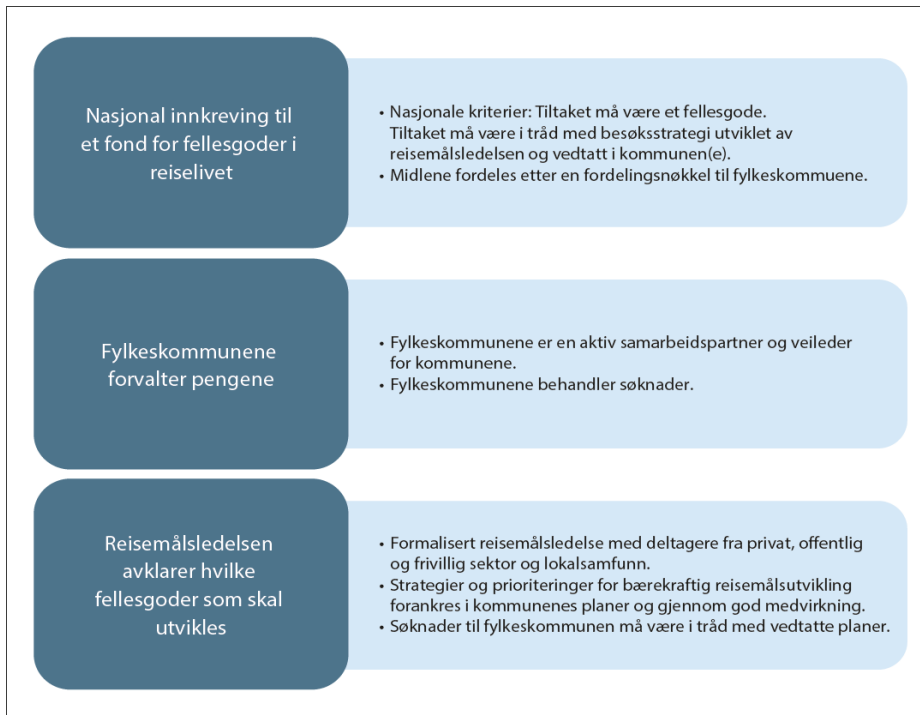 Nasjonal innkreving til
et fond for fellesgoder i
reiselivet
• Nasjonale kriterier: Tiltaket må være et fellesgode.
Tiltaket må være i tråd med besøksstrategi utviklet av
reisemålsledelsen og vedtatt i kommunen(e).
• Midlene fordeles etter en fordelingsnøkkel til fylkeskommuene.
Fylkeskommunene
forvalter pengene
• Fylkeskommunene er en aktiv samarbeidspartner og veileder
for kommunene.
• Fylkeskommunene behandler søknader.
Reisemålsledelsen
avklarer hvilke
fellesgoder som skal
utvikles
• Formalisert reisemålsledelse med deltagere fra privat, offentlig
og frivillig sektor og lokalsamfunn.
• Strategier og prioriteringer for bærekraftig reisemålsutvikling
forankres i kommunenes planer og gjennom god medvirkning.
• Søknader til fylkeskommunen må være i tråd med vedtatte planer.